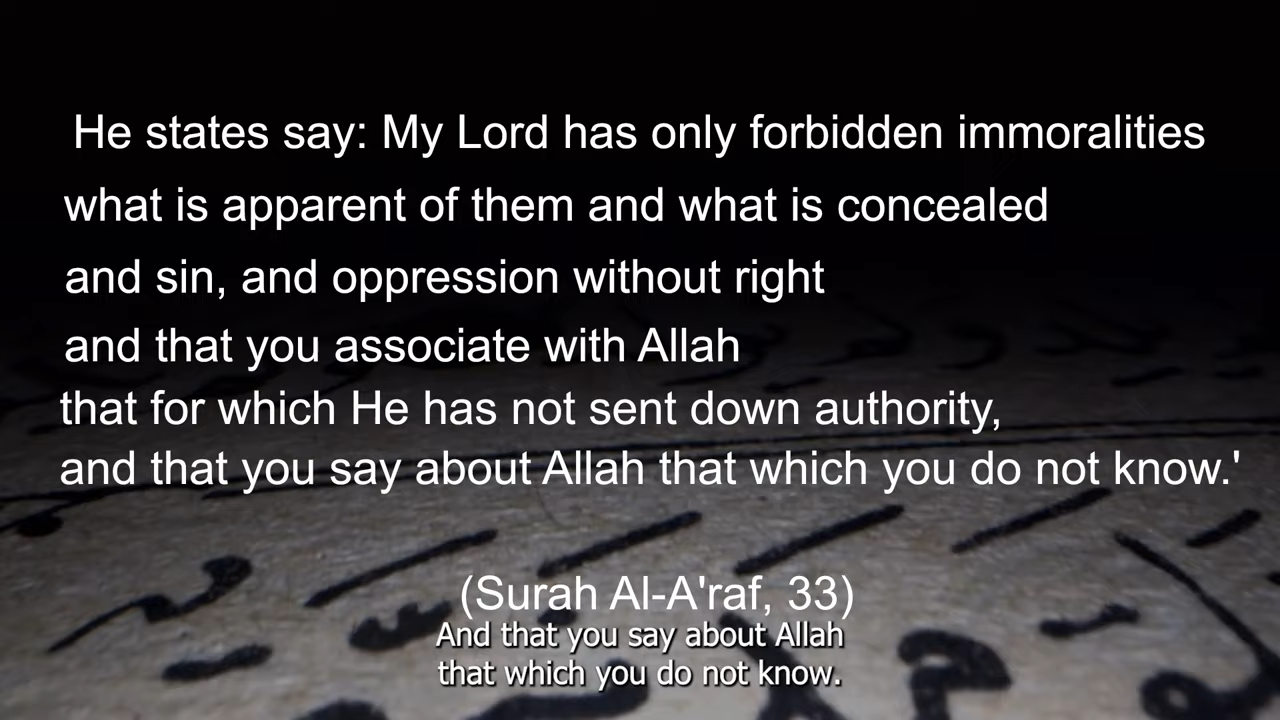 He states say: My Lord has only forbidden immoralities
what is apparent of them and what is concealed
and sin, and oppression without right
and that you associate with Allah
that for which He has not sent down authority,
and that you say about Allah that which you do not know.'
(Surah Al-A'raf, 33)
And that you say about Allah
that which you do not know.